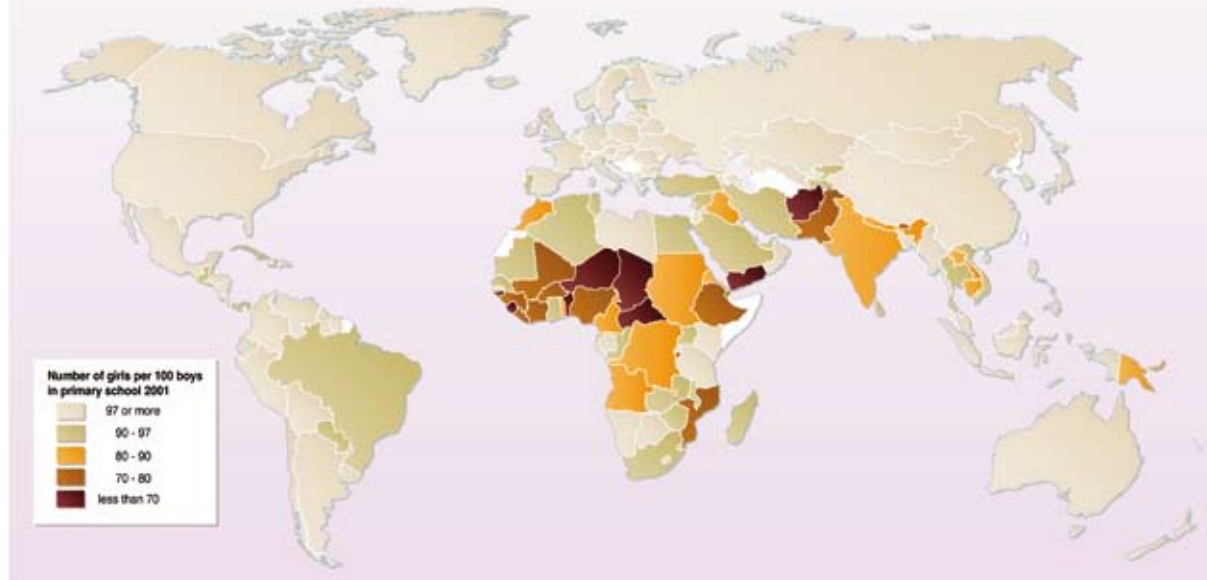 Number of girls per 100 boys
in primary school 2001
97 or more
90 - 97
80 - 90
70 - 80
less than 70